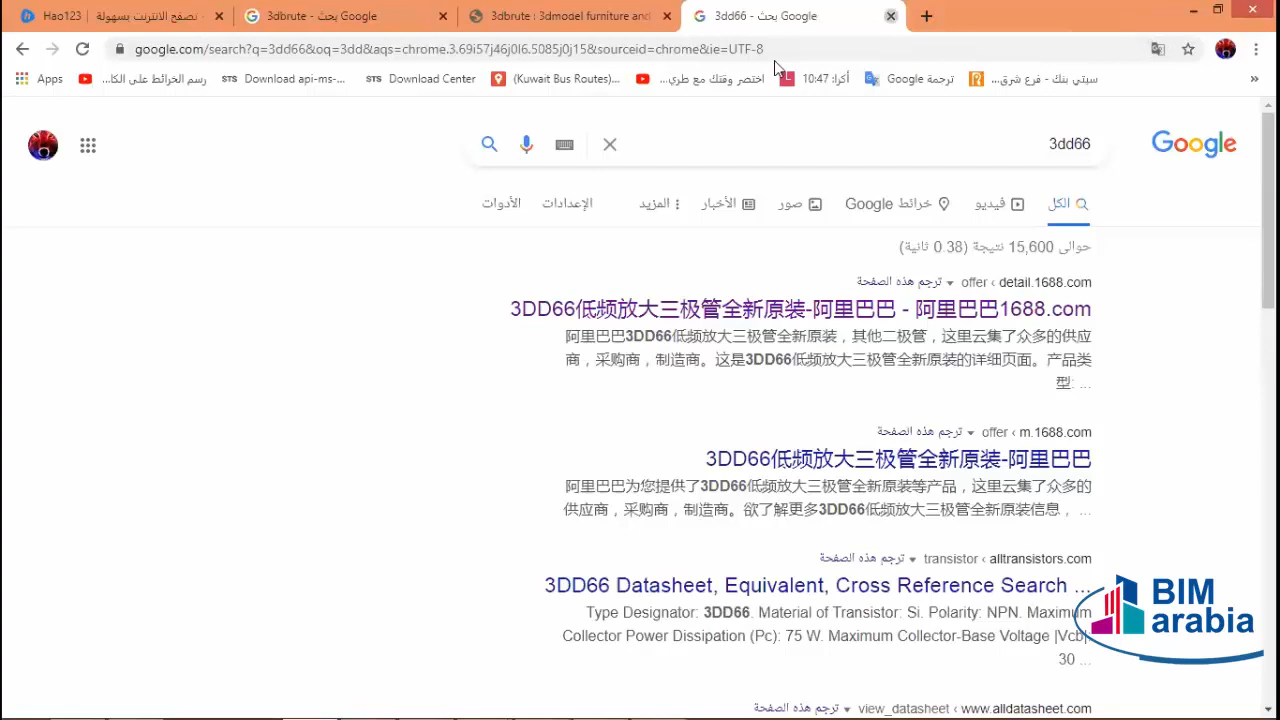 Hao123 - تصفح الانترنت بسهولة
3dbrute - بحث Google
3dbrute : 3dmodel furniture and
3dd66 - بحث Google
google.com/search?q=3dd66&oq=3dd&aqs=chrome.3.69i57j46j0l6.5085j0j15&sourceid=chrome&ie=UTF-8
Apps
رسم الخرائط على الكا...
STS Download api-ms-...
STS Download Center
(Kuwait Bus Routes)...
اختصر وقتك مع طري...
أكرا: 10:47
ترجمة Google
سيتي بنك - فرع شرق...
3dd66
Google
الكل
فيديو
خرائط Google
صور
الأخبار
المزيد
الإعدادات
الأدوات
حوالى 15,600 نتيجة (0.38 ثانية)
detail.1688.com › offer ▾ ترجم هذه الصفحة
3DD66低频放大三极管全新原装-阿里巴巴 - 阿里巴巴1688.com
阿里巴巴3DD66低频放大三极管全新原装，其他二极管，这里云集了众多的供应
商，采购商，制造商。这是3DD66低频放大三极管全新原装的详细页面。产品类
型: ...
m.1688.com › offer ▾ ترجم هذه الصفحة
3DD66低频放大三极管全新原装-阿里巴巴
阿里巴巴为您提供了3DD66低频放大三极管全新原装等产品，这里云集了众多的
供应商，采购商，制造商。欲了解更多3DD66低频放大三极管全新原装信息， ...
alltransistors.com › transistor ▾ ترجم هذه الصفحة
3DD66 Datasheet, Equivalent, Cross Reference Search ...
Type Designator: 3DD66. Material of Transistor: Si. Polarity: NPN. Maximum
Collector Power Dissipation (Pc): 75 W. Maximum Collector-Base Voltage |Vcb|
30 ...
www.alldatasheet.com › view_datasheet ▾ ترجم هذه الصفحة
BIM
arabia